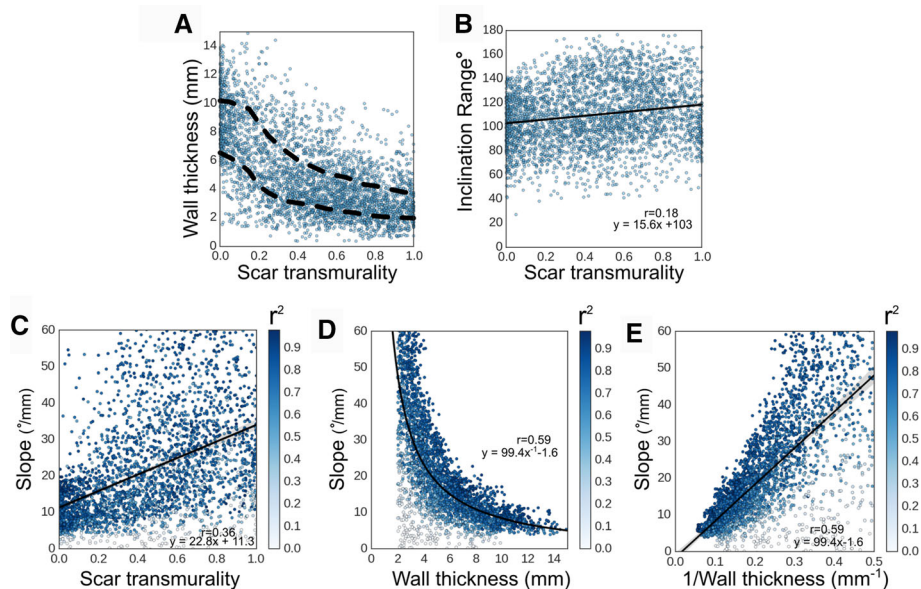 A
Wall thickness (mm)
14
12
10
8
6
4
2
0
0.0 0.2 0.4 0.6 0.8 1.0
Scar transmurality
B
Inclination Range°
180
160
140
120
100
80
60
40
20
0
r=0.18
y = 15.6x +103
0.0 0.2 0.4 0.6 0.8 1.0
Scar transmurality
C
Slope (°/mm)
60
50
40
30
20
10
0
r=0.36
y = 22.8x + 11.3
0.0 0.2 0.4 0.6 0.8 1.0
Scar transmurality
r²
0.9
0.8
0.7
0.6
0.5
0.4
0.3
0.2
0.1
0.0
D
Slope (°/mm)
60
50
40
30
20
10
0
r=0.59
y = 99.4x⁻¹-1.6
0 2 4 6 8 10 12 14
Wall thickness (mm)
r²
0.9
0.8
0.7
0.6
0.5
0.4
0.3
0.2
0.1
0.0
E
Slope (°/mm)
60
50
40
30
20
10
0
r=0.59
y = 99.4x-1.6
0.0 0.1 0.2 0.3 0.4 0.5
1/Wall thickness (mm⁻¹)
r²
0.9
0.8
0.7
0.6
0.5
0.4
0.3
0.2
0.1
0.0